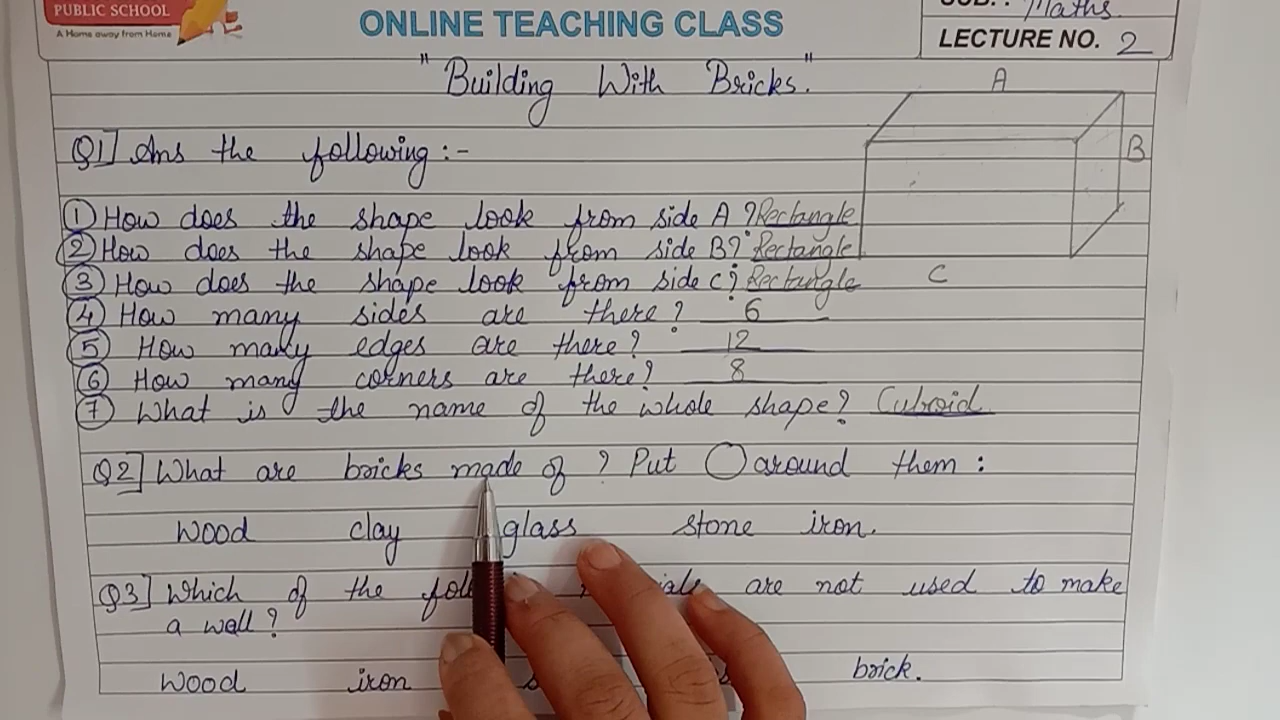 PUBLIC SCHOOL
A Home away from Home
ONLINE TEACHING CLASS
SUB. : Maths.
LECTURE NO. 2
"Building With Bricks."
A
B
C
Q1] Ans the following :-
1 How does the shape look from side A ? Rectangle
2 How does the shape look from side B? Rectangle
3 How does the shape look from side C? Rectangle
4 How many sides are there? 6
5 How many edges are there? 12
6 How many corners are there? 8
7 What is the name of the whole shape? Cuboid
Q2] What are bricks made of ? Put ◯ around them :
Wood clay glass stone iron.
Q3] Which of the are not used to make
a wall ?
Wood iron brick.